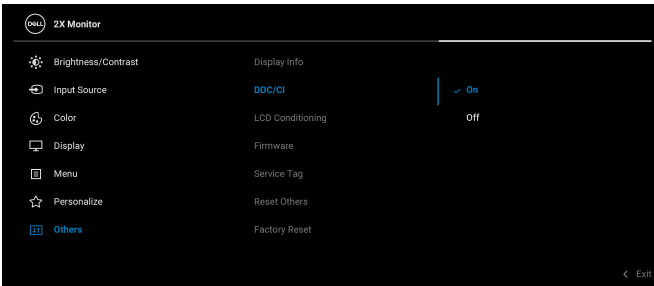 DELL 2X Monitor
Brightness/Contrast Display Info
Input Source DDC/CI On
Color LCD Conditioning Off
Display Firmware
Menu Service Tag
Personalize Reset Others
Others Factory Reset
Exit